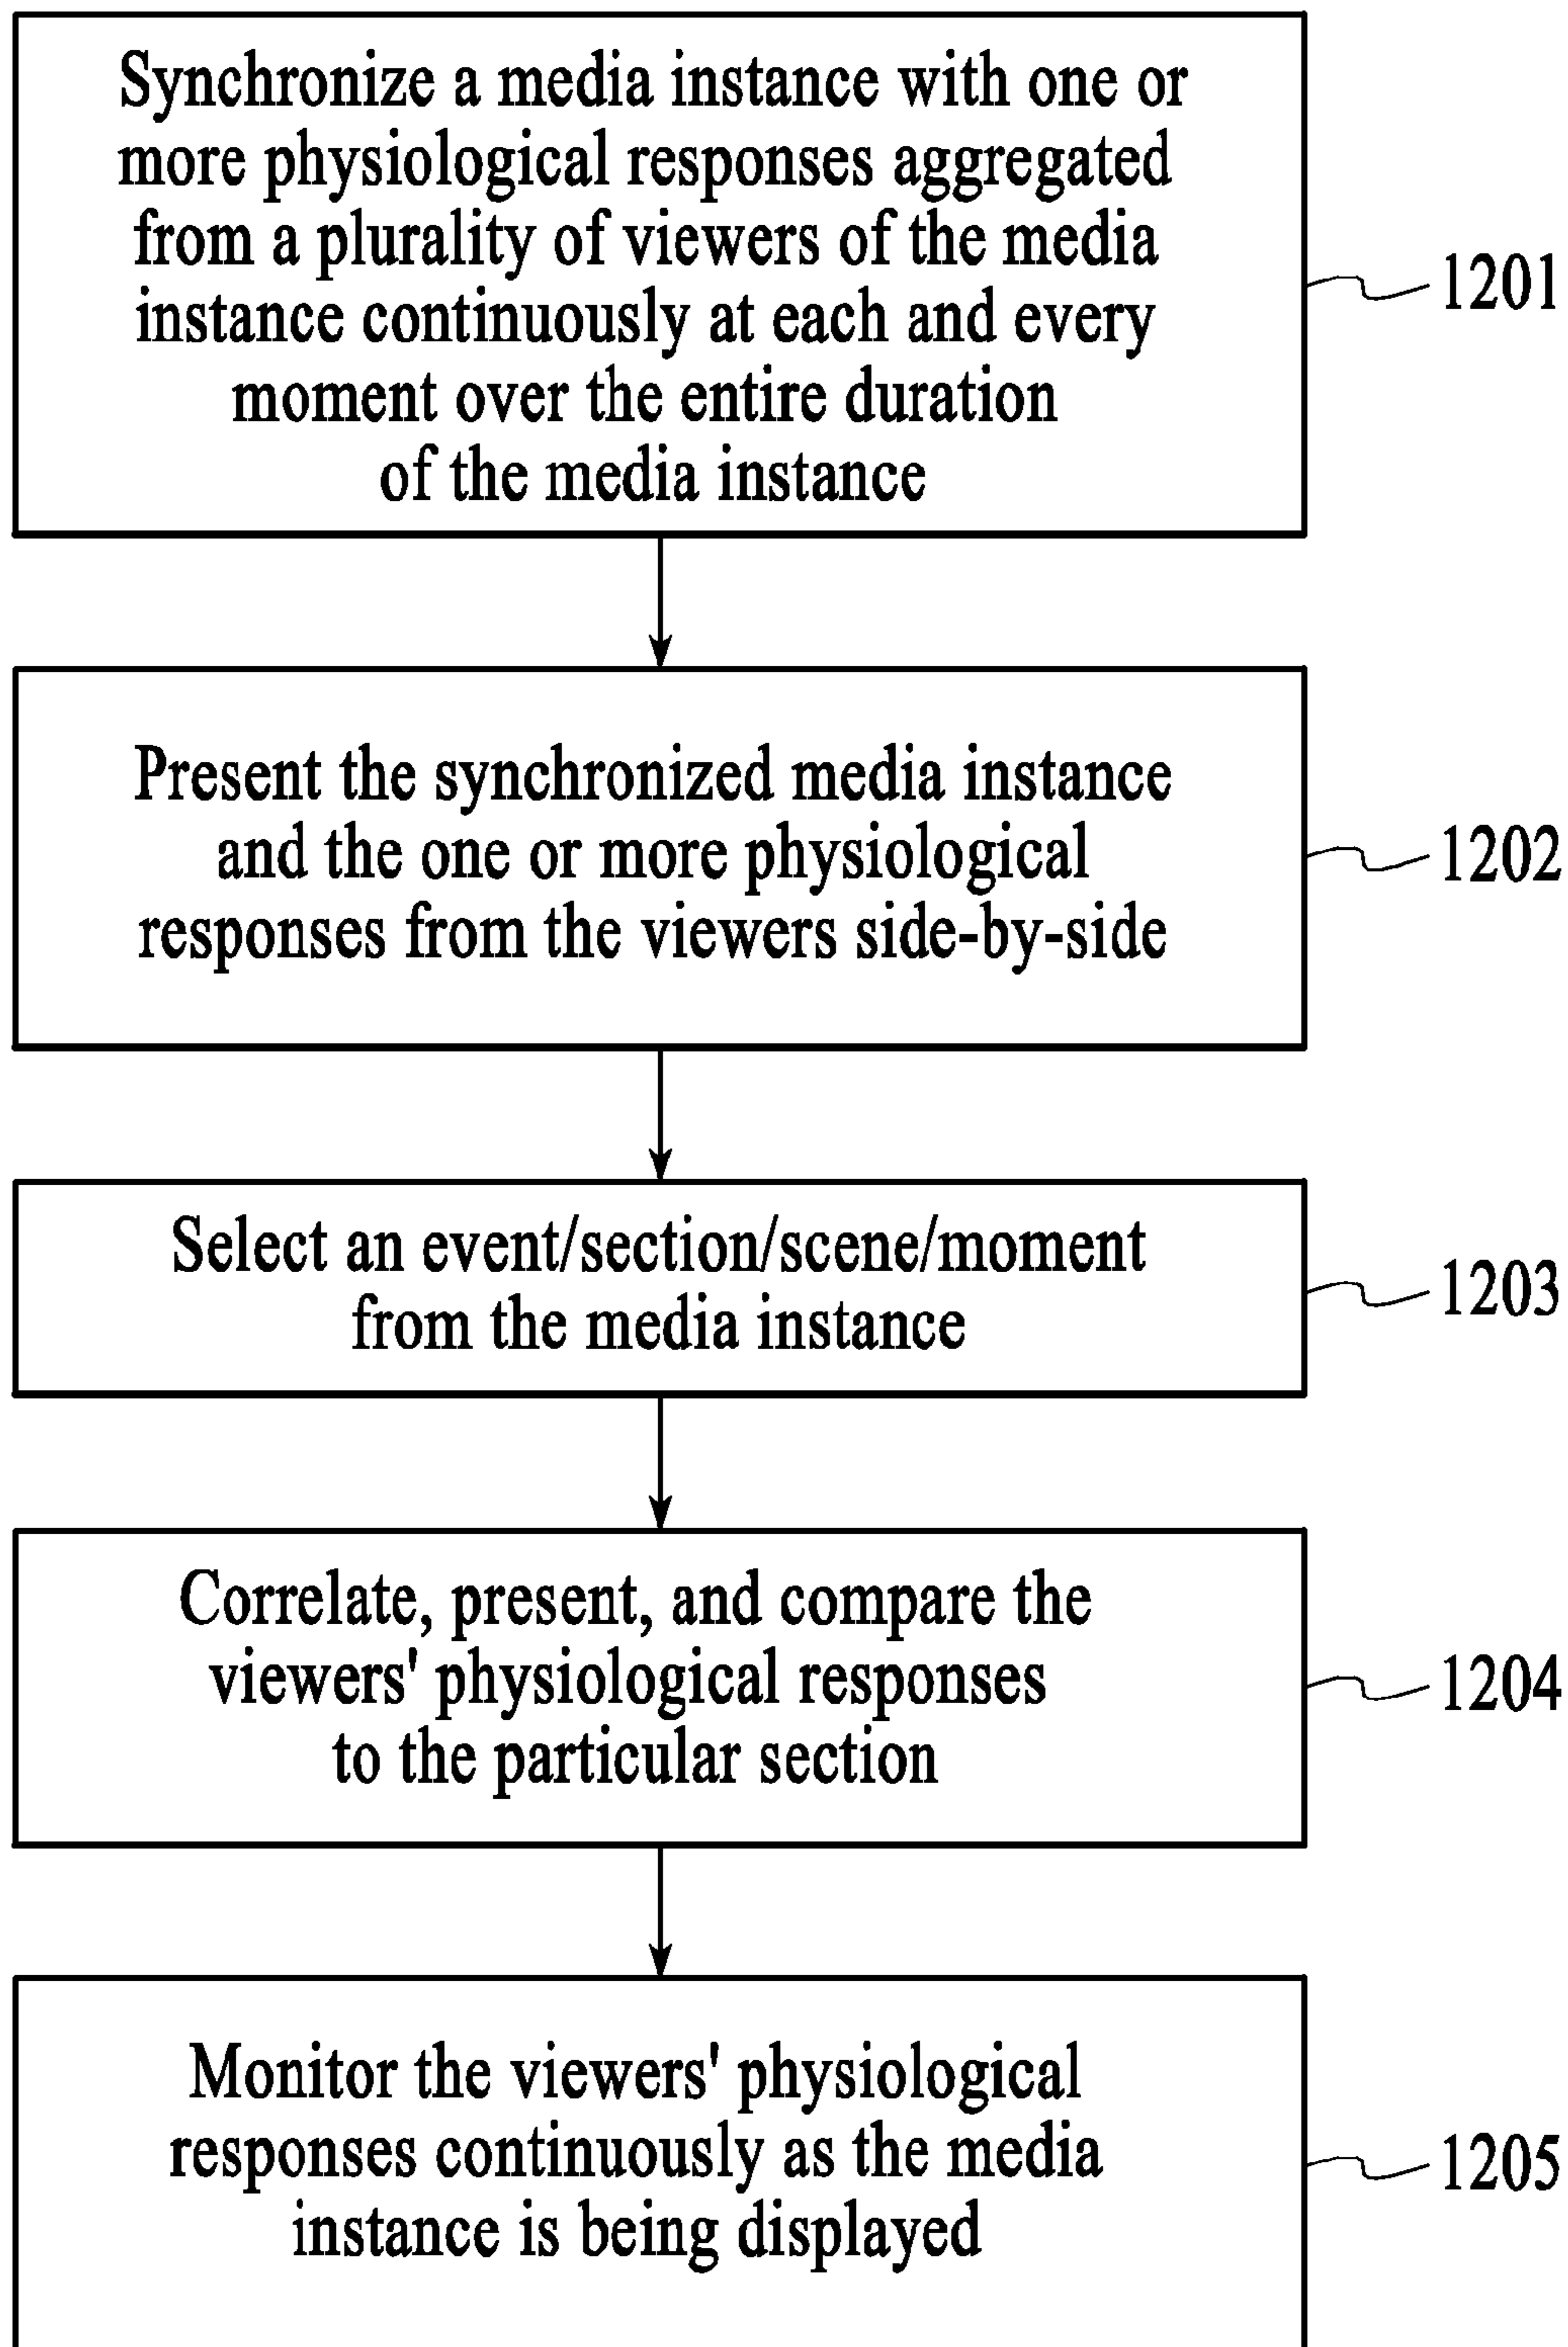 Synchronize a media instance with one or
more physiological responses aggregated
from a plurality of viewers of the media
instance continuously at each and every
moment over the entire duration
of the media instance
1201
Present the synchronized media instance
and the one or more physiological
responses from the viewers side-by-side
1202
Select an event/section/scene/moment
from the media instance
1203
Correlate, present, and compare the
viewers' physiological responses
to the particular section
1204
Monitor the viewers' physiological
responses continuously as the media
instance is being displayed
1205